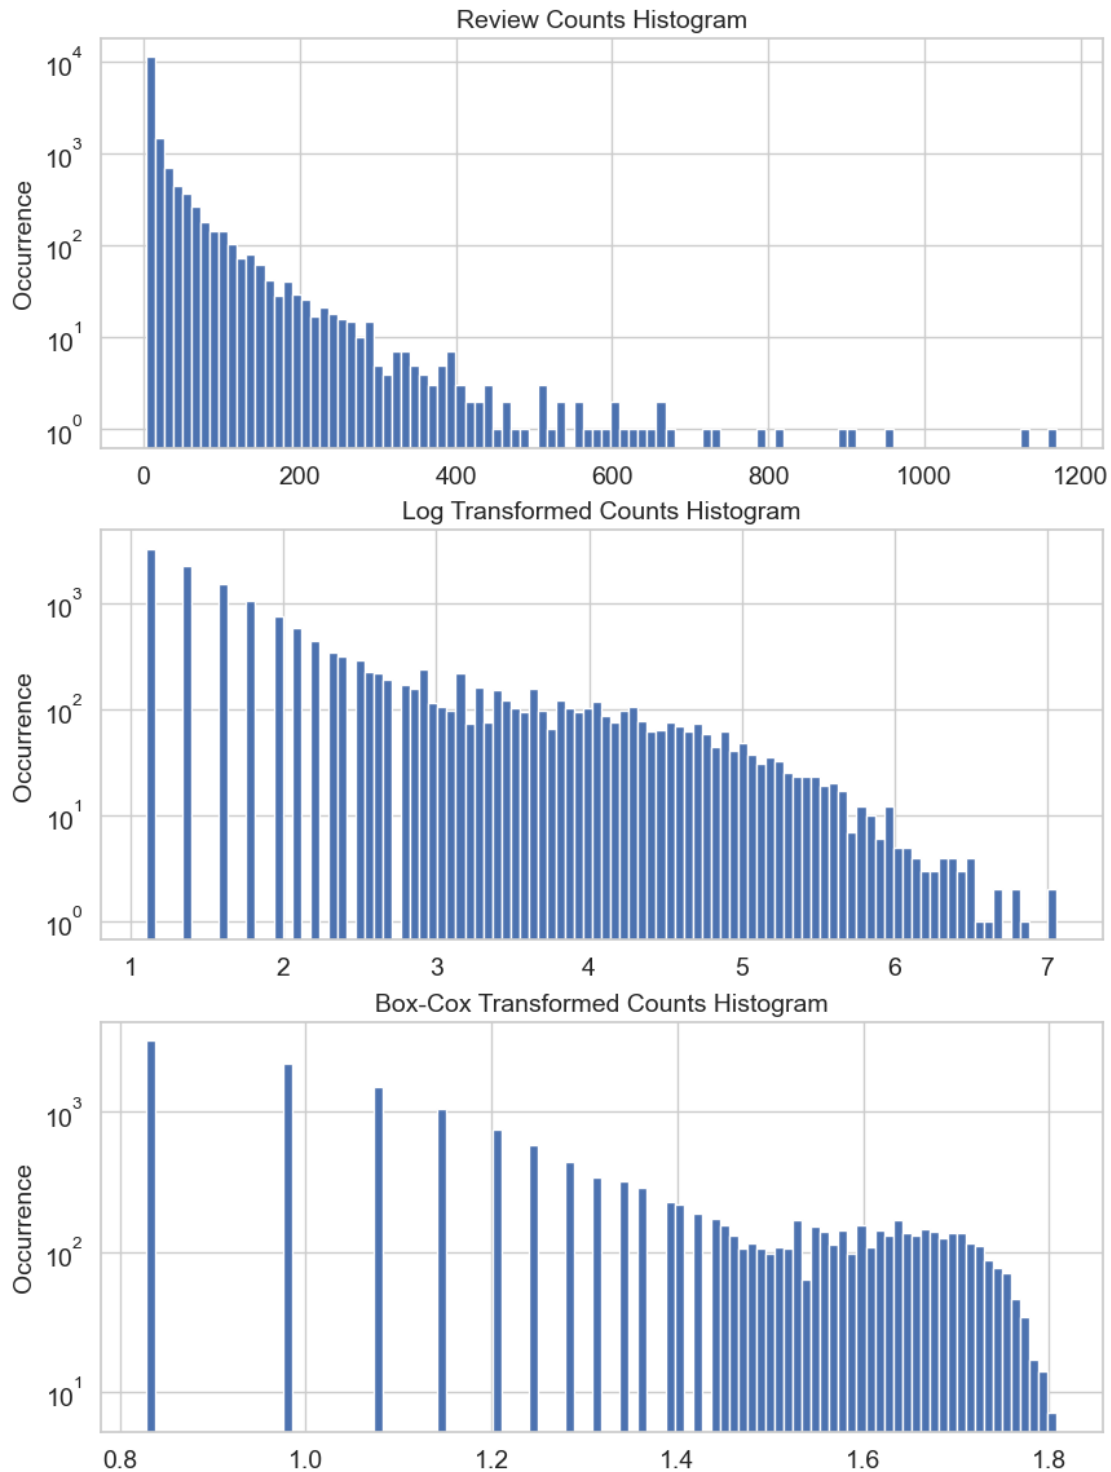 Review Counts Histogram
Occurrence
10^4
10^3
10^2
10^1
10^0
0 200 400 600 800 1000 1200
Log Transformed Counts Histogram
Occurrence
10^3
10^2
10^1
10^0
1 2 3 4 5 6 7
Box-Cox Transformed Counts Histogram
Occurrence
10^3
10^2
10^1
0.8 1.0 1.2 1.4 1.6 1.8